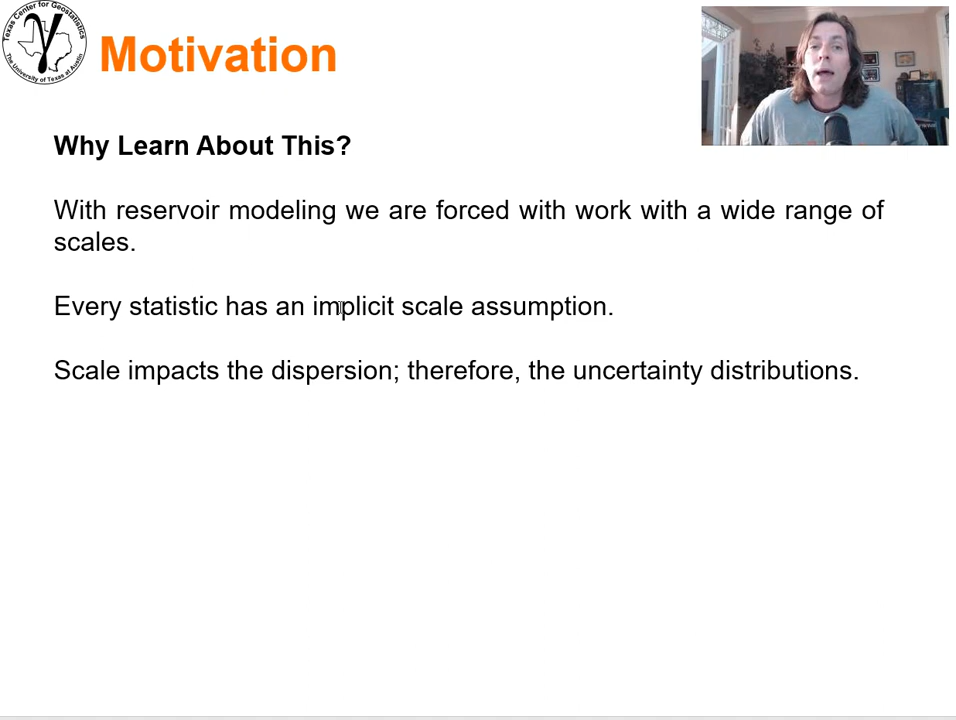 Texas Center for Geostatistics
The University of Texas at Austin
Motivation
Why Learn About This?
With reservoir modeling we are forced with work with a wide range of
scales.
Every statistic has an implicit scale assumption.
Scale impacts the dispersion; therefore, the uncertainty distributions.